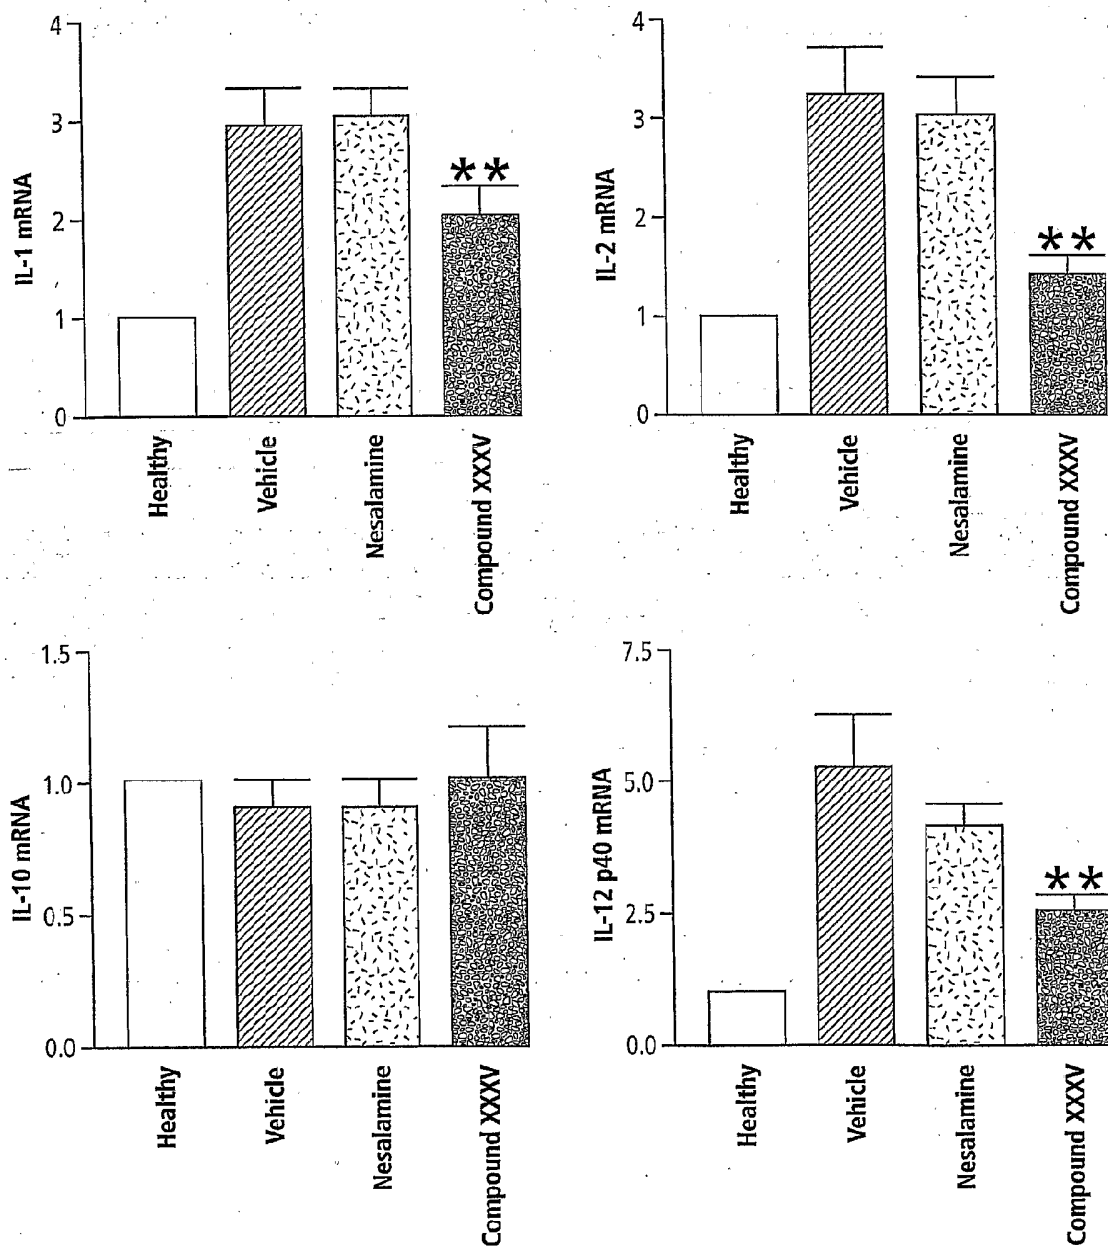 IL-1 mRNA
4
3
2
1
0
**
Healthy
Vehicle
Nesalamine
Compound XXXV
IL-2 mRNA
4
3
2
1
0
**
Healthy
Vehicle
Nesalamine
Compound XXXV
IL-10 mRNA
1.5
1.0
0.5
0.0
Healthy
Vehicle
Nesalamine
Compound XXXV
IL-12 p40 mRNA
7.5
5.0
2.5
0.0
**
Healthy
Vehicle
Nesalamine
Compound XXXV